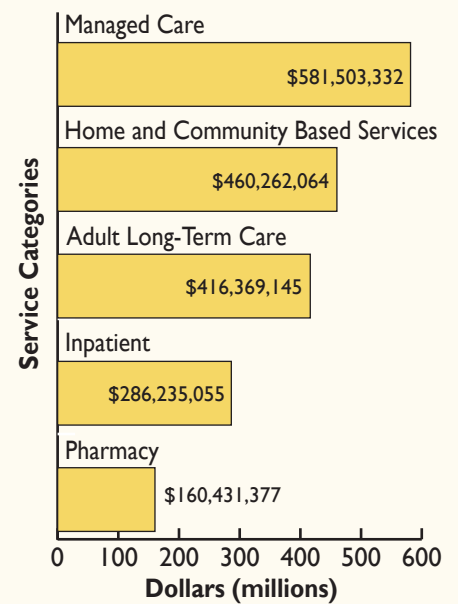 Managed Care
$581,503,332
Home and Community Based Services
$460,262,064
Adult Long-Term Care
$416,369,145
Inpatient
$286,235,055
Pharmacy
$160,431,377
Service Categories
0 100 200 300 400 500 600
Dollars (millions)